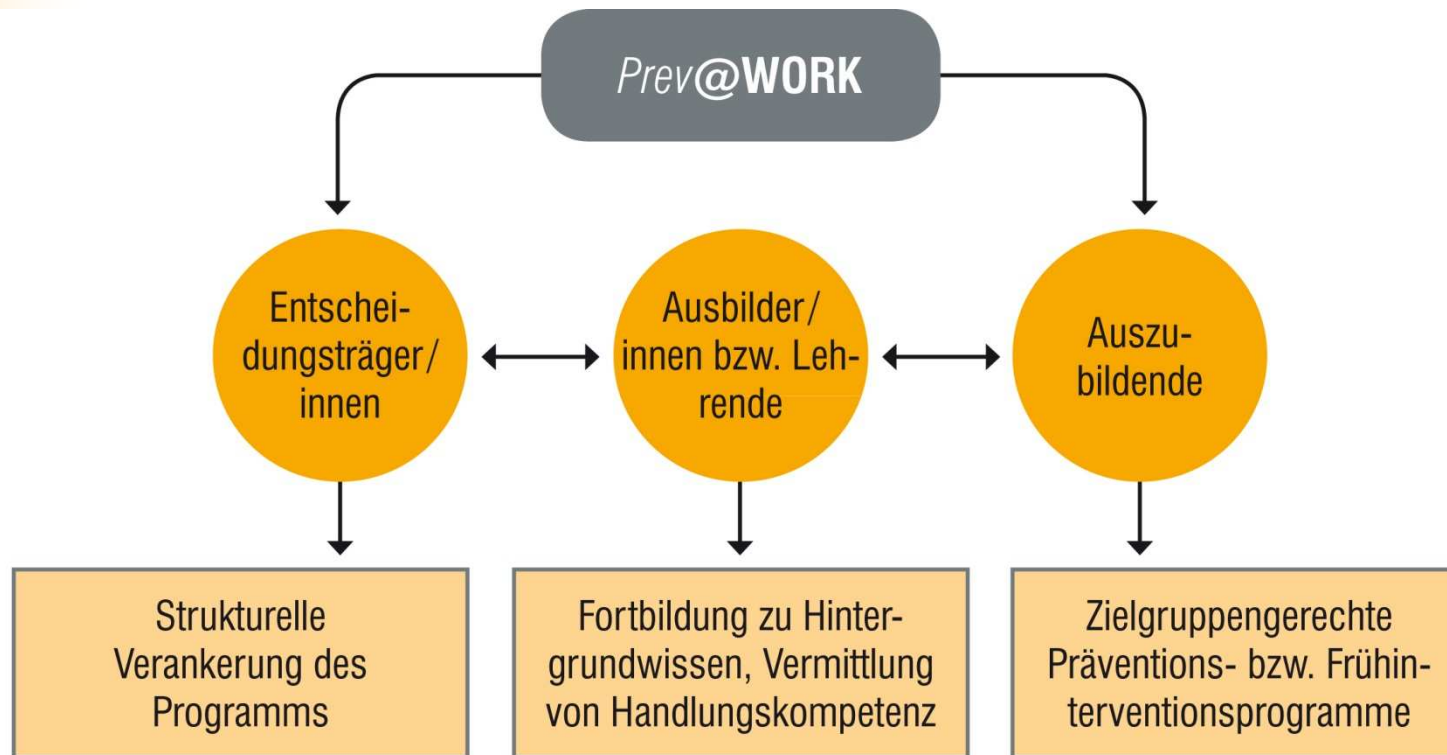 Prev@WORK
Entschei-
dungsträger/
innen
Ausbilder/
innen bzw. Leh-
rende
Auszu-
bildende
Strukturelle
Verankerung des
Programms
Fortbildung zu Hinter-
grundwissen, Vermittlung
von Handlungskompetenz
Zielgruppengerechte
Präventions- bzw. Frühin-
terventionsprogramme